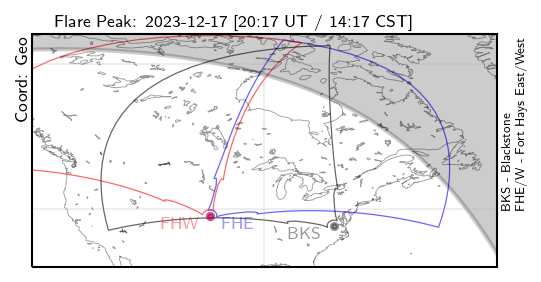 Flare Peak: 2023-12-17 [20:17 UT / 14:17 CST]
Coord: Geo
FHW
FHE
BKS
BKS - Blackstone
FHE/W - Fort Hays East/West